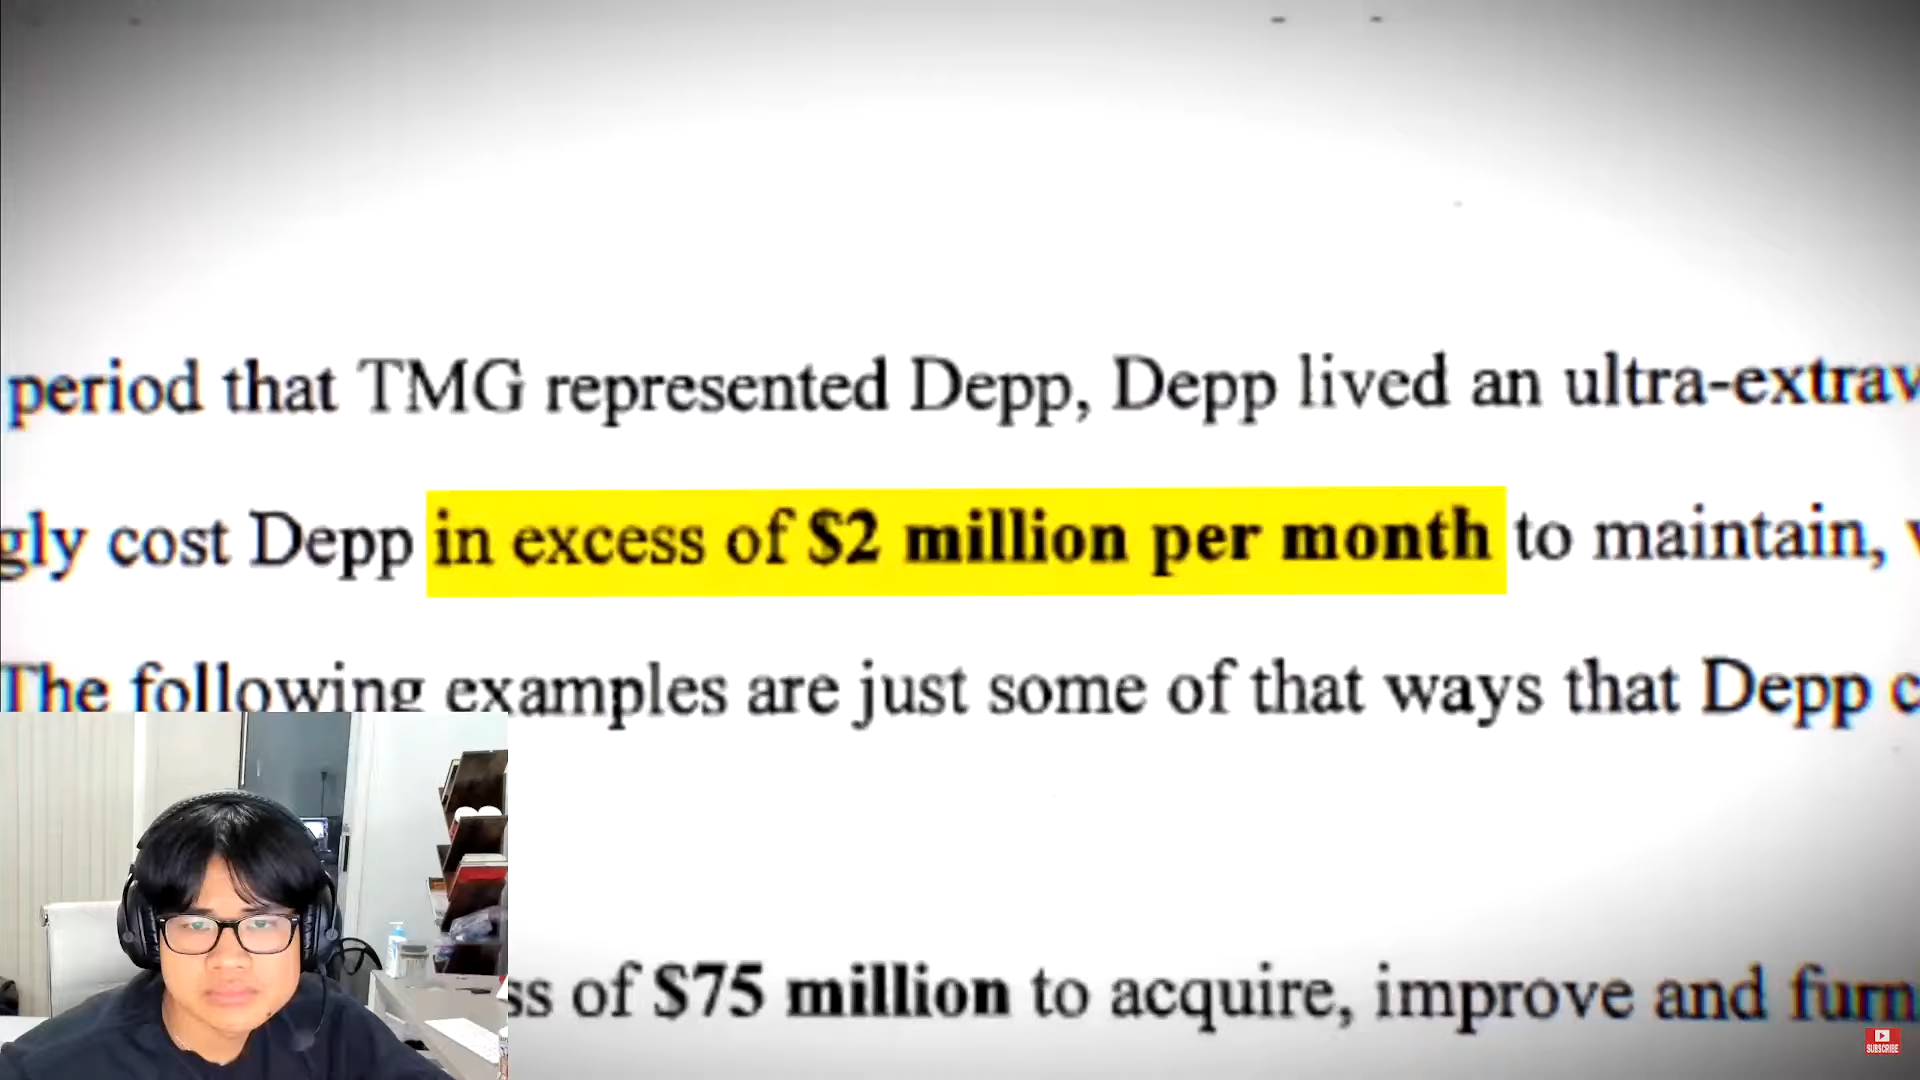 period that TMG represented Depp, Depp lived an ultra-extrav
gly cost Depp in excess of $2 million per month to maintain,
The following examples are just some of that ways that Depp c
ss of $75 million to acquire, improve and furn
SUBSCRIBE